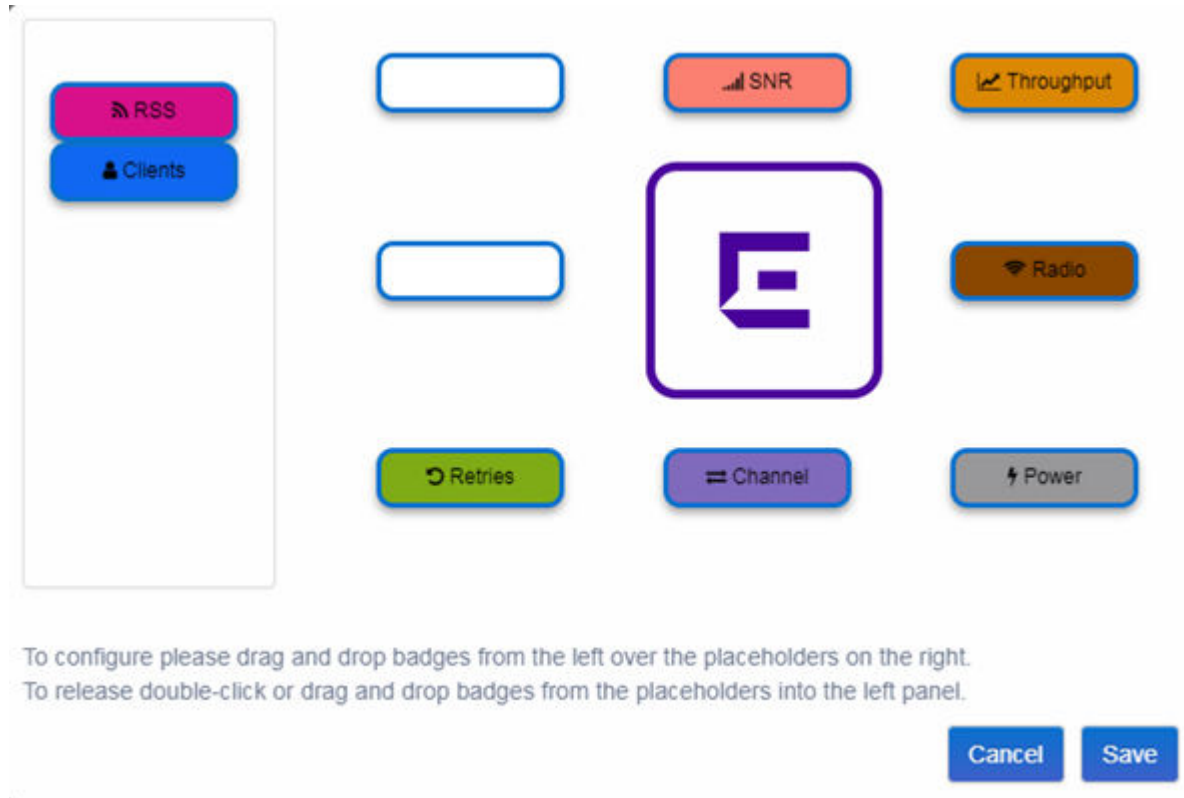 RSS
Clients
SNR
Throughput
Radio
Retries
Channel
Power
To configure please drag and drop badges from the left over the placeholders on the right.
To release double-click or drag and drop badges from the placeholders into the left panel.
Cancel
Save